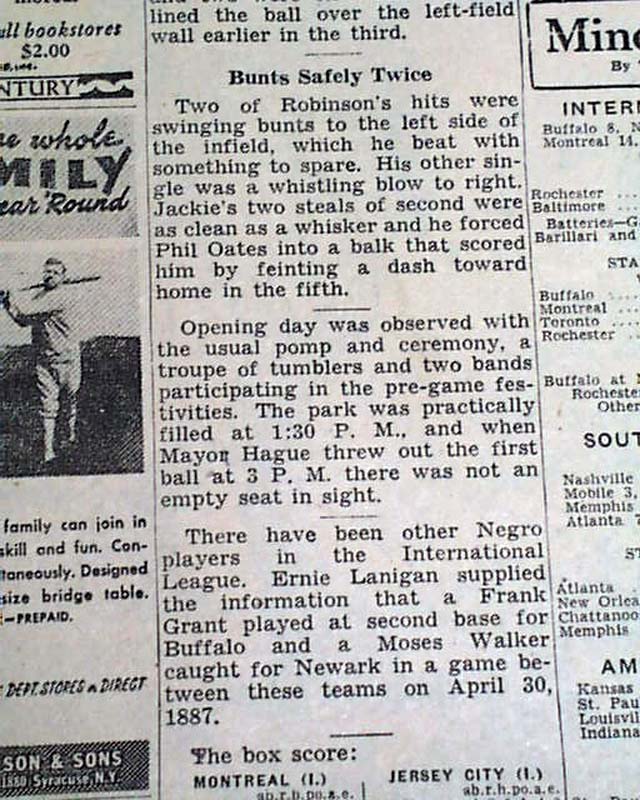 all bookstores
$2.00
NTURY
whole
MILY
ear 'Round
family can join in
skill and fun. Con-
taneously. Designed
size bridge table.
—PREPAID.
DEPT. STORES or DIRECT
SON & SONS
Syracuse, N.Y.
lined the ball over the left-field
wall earlier in the third.
Bunts Safely Twice
Two of Robinson's hits were
swinging bunts to the left side of
the infield, which he beat with
something to spare. His other sin-
gle was a whistling blow to right.
Jackie's two steals of second were
as clean as a whisker and he forced
Phil Oates into a balk that scored
him by feinting a dash toward
home in the fifth.
Opening day was observed with
the usual pomp and ceremony, a
troupe of tumblers and two bands
participating in the pre-game fes-
tivities. The park was practically
filled at 1:30 P. M., and when
Mayor Hague threw out the first
ball at 3 P. M. there was not an
empty seat in sight.
There have been other Negro
players in the International
League. Ernie Lanigan supplied
the information that a Frank
Grant played at second base for
Buffalo and a Moses Walker
caught for Newark in a game be-
tween these teams on April 30,
1887.
The box score:
MONTREAL (I.) JERSEY CITY (I.)
ab.r.h.po.a.e. ab.r.h.po.a.e.
Mino
By
INTER
Buffalo 8, N
Montreal 14,
Rochester ...
Baltimore ...
Batteries—G
Barillari and
STA
Buffalo ...
Montreal ...
Toronto ...
Rochester ...
Buffalo at
Rocheste
Other
SOUT
Nashville
Mobile 3,
Memphis
Atlanta
ST
Atlanta
New Orlea
Chattanoo
Memphis
AM
Kansas
St. Pau
Louisvil
Indiana